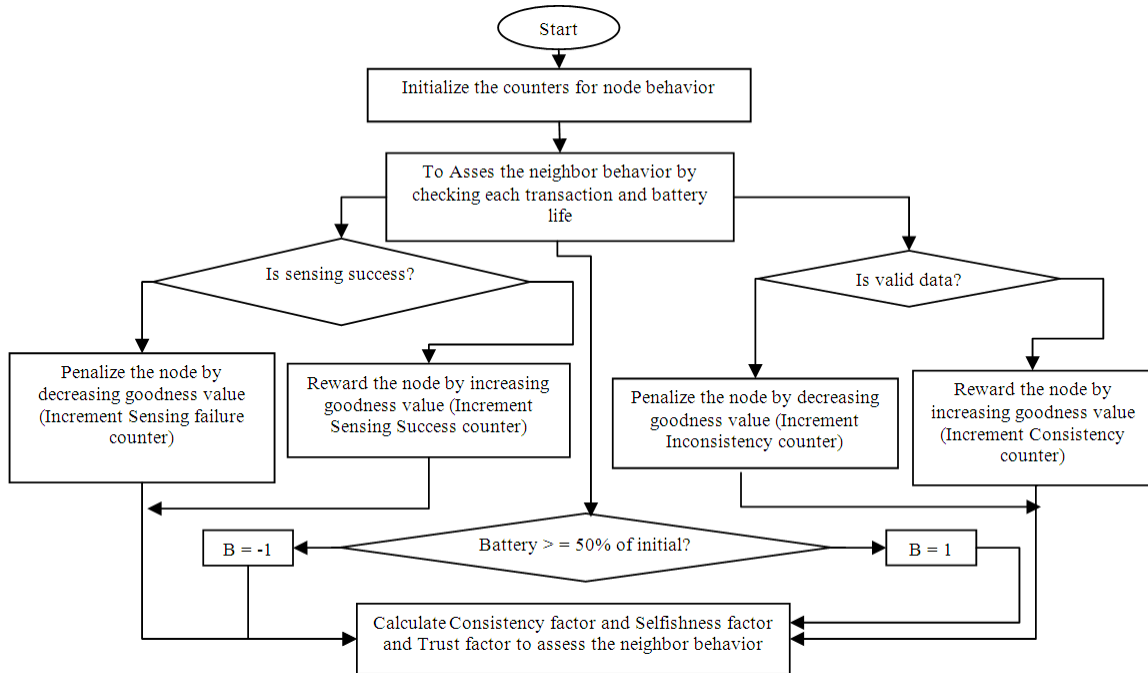 Start
Initialize the counters for node behavior
To Asses the neighbor behavior by
checking each transaction and battery
life
Is sensing success?
Is valid data?
Penalize the node by
decreasing goodness value
(Increment Sensing failure
counter)
Reward the node by increasing
goodness value (Increment
Sensing Success counter)
Penalize the node by decreasing
goodness value (Increment
Inconsistency counter)
Reward the node by
increasing goodness value
(Increment Consistency
counter)
B = -1
Battery > = 50% of initial?
B = 1
Calculate Consistency factor and Selfishness factor
and Trust factor to assess the neighbor behavior